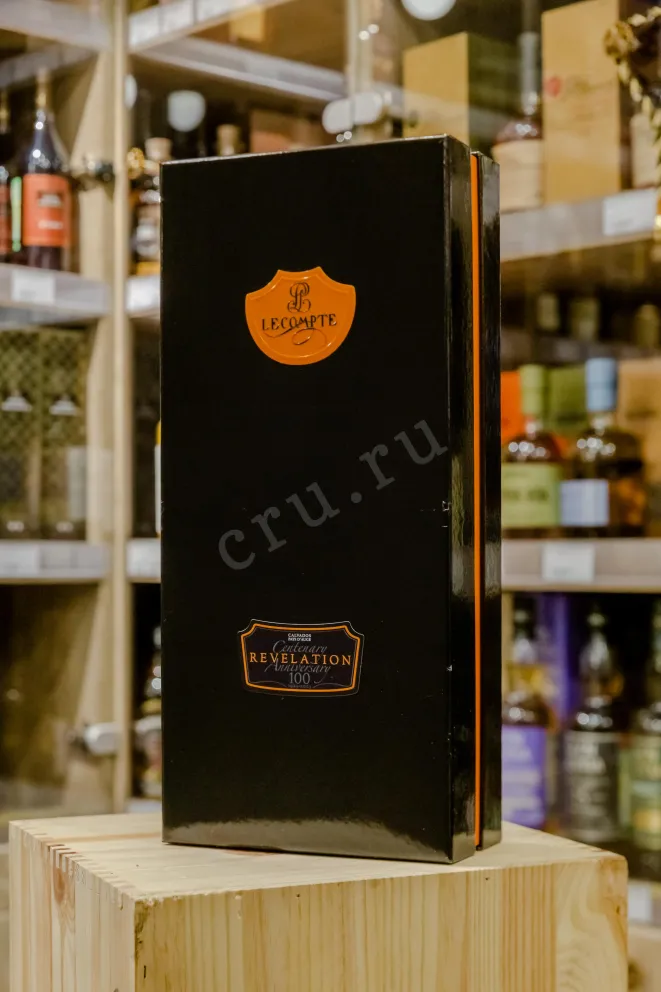 LECOMPTE
cru.ru
CALVADOS
PAYS D'AUGE
Centenary
REVELATION
Anniversary
100